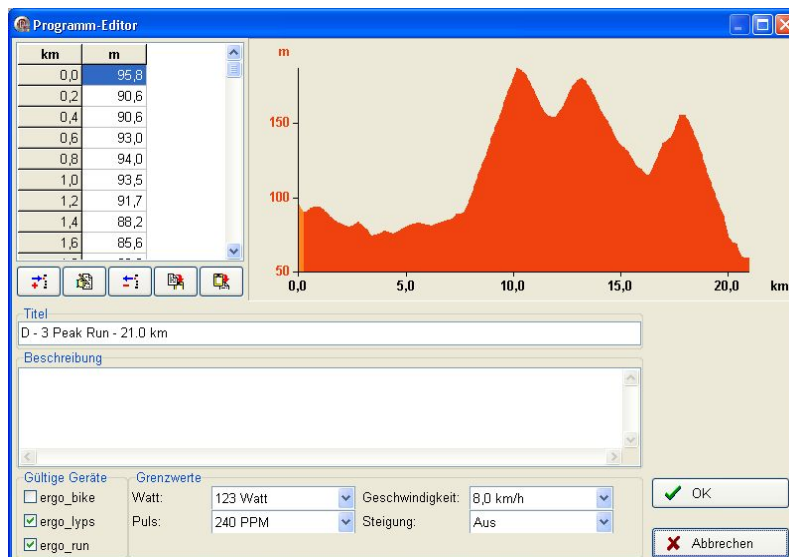 Programm-Editor
km m
0,0 95,8
0,2 90,6
0,4 90,6
0,6 93,0
0,8 94,0
1,0 93,5
1,2 91,7
1,4 88,2
1,6 85,6
m
150
100
50
0,0 5,0 10,0 15,0 20,0 km
Titel
D - 3 Peak Run - 21.0 km
Beschreibung
Gültige Geräte
ergo_bike
ergo_lyps
ergo_run
Grenzwerte
Watt: 123 Watt Geschwindigkeit: 8,0 km/h
Puls: 240 PPM Steigung: Aus
OK
Abbrechen